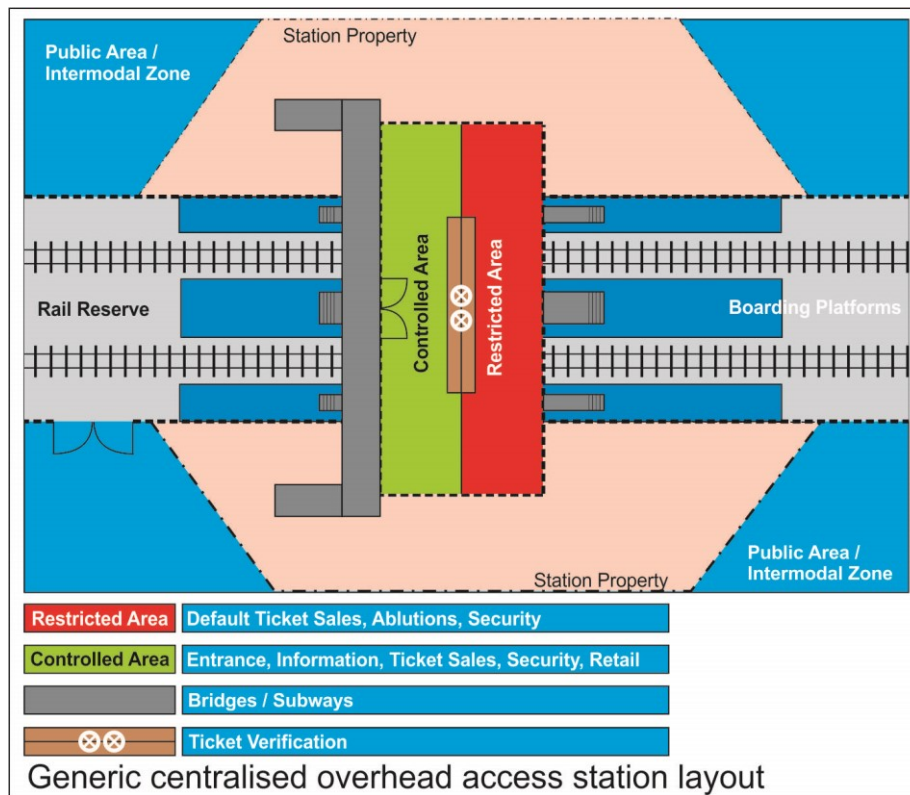 Station Property
Public Area /
Intermodal Zone
Controlled Area
Restricted Area
Rail Reserve
Boarding Platforms
Public Area /
Intermodal Zone
Station Property
Restricted Area
Default Ticket Sales, Ablutions, Security
Controlled Area
Entrance, Information, Ticket Sales, Security, Retail
Bridges / Subways
Ticket Verification
Generic centralised overhead access station layout